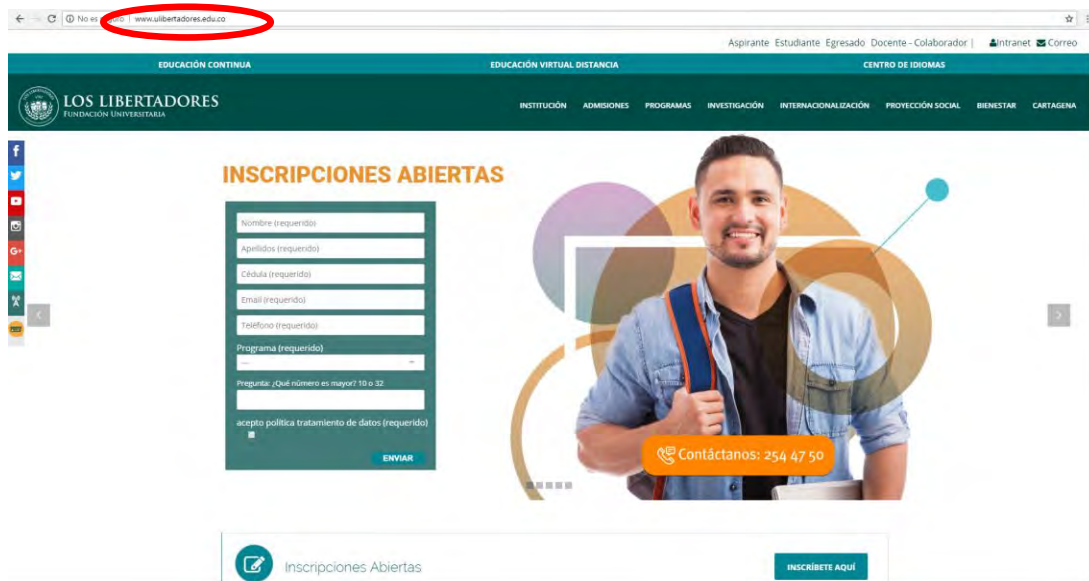 No es seguro | www.ulibertadores.edu.co
Aspirante Estudiante Egresado Docente - Colaborador | Intranet Correo
EDUCACIÓN CONTINUA EDUCACIÓN VIRTUAL DISTANCIA CENTRO DE IDIOMAS
LOS LIBERTADORES
FUNDACIÓN UNIVERSITARIA
INSTITUCIÓN ADMISIONES PROGRAMAS INVESTIGACIÓN INTERNACIONALIZACIÓN PROYECCIÓN SOCIAL BIENESTAR CARTAGENA
INSCRIPCIONES ABIERTAS
Nombre (requerido)
Apellidos (requerido)
Cédula (requerido)
Email (requerido)
Teléfono (requerido)
Programa (requerido)
---
Pregunta: ¿Qué número es mayor? 10 o 32
acepto política tratamiento de datos (requerido)
ENVIAR
Contáctanos: 254 47 50
Inscripciones Abiertas
INSCRÍBETE AQUÍ